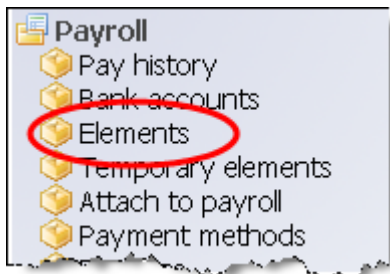 Payroll
Pay history
Bank accounts
Elements
Temporary elements
Attach to payroll
Payment methods